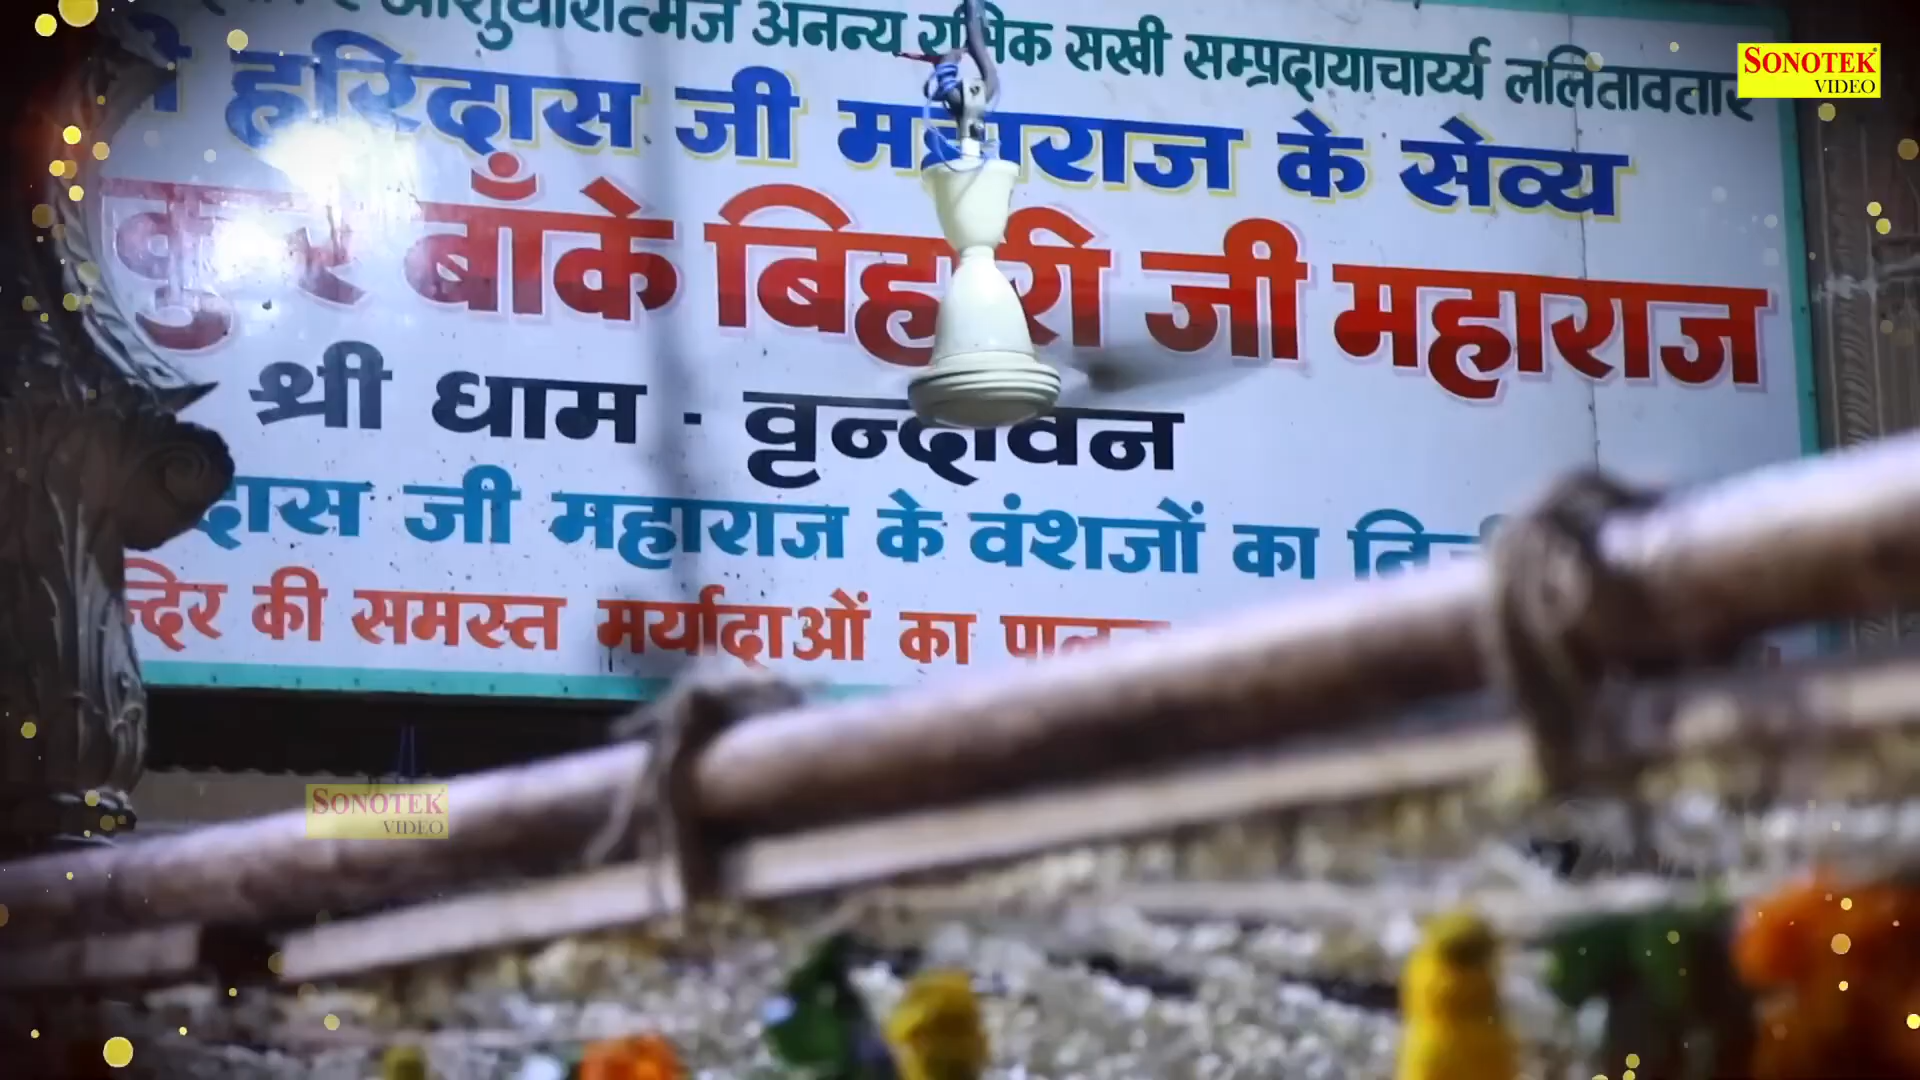 अनन्य रसिक सखी सम्प्रदायाचार्य्य ललितावतार
हरिदास जी महाराज के सेव्य
बाँके बिहारी जी महाराज
श्री धाम - वृन्दावन
दास जी महाराज के वंशजों का
की समस्त मर्यादाओं का
SONOTEK
VIDEO
SONOTEK
VIDEO